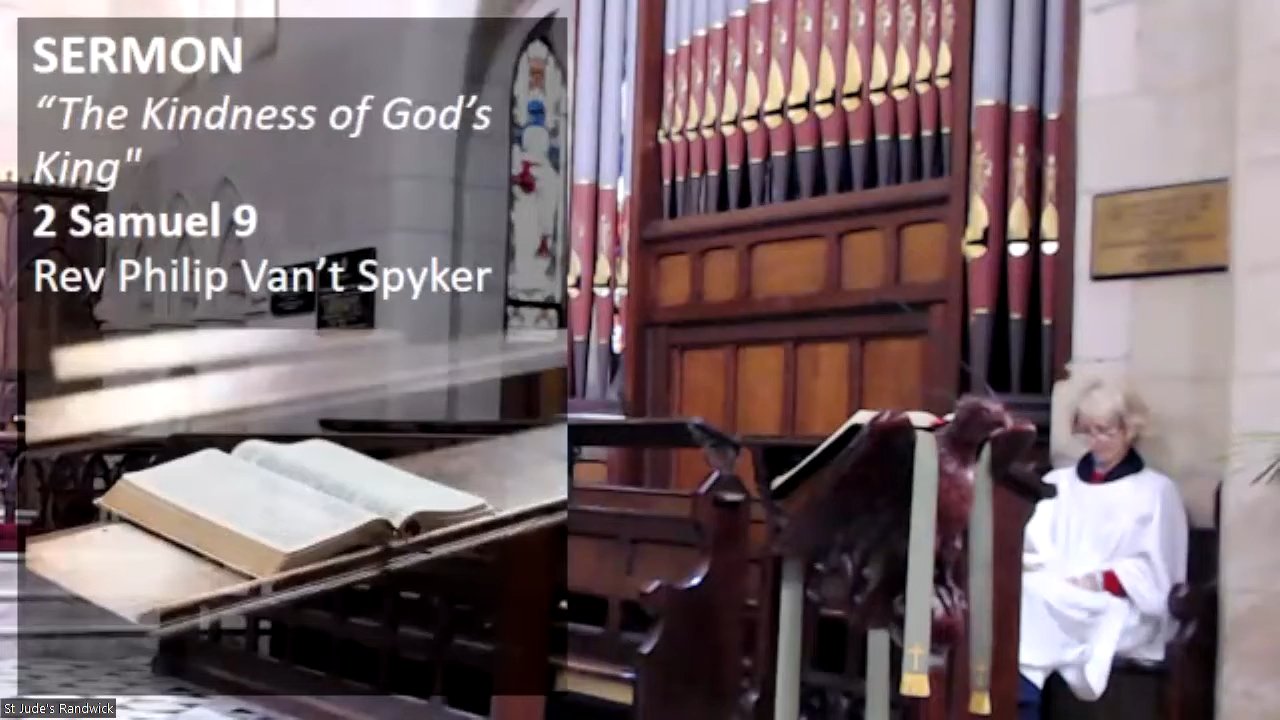 SERMON
“The Kindness of God’s
King"
2 Samuel 9
Rev Philip Van’t Spyker
St Jude's Randwick